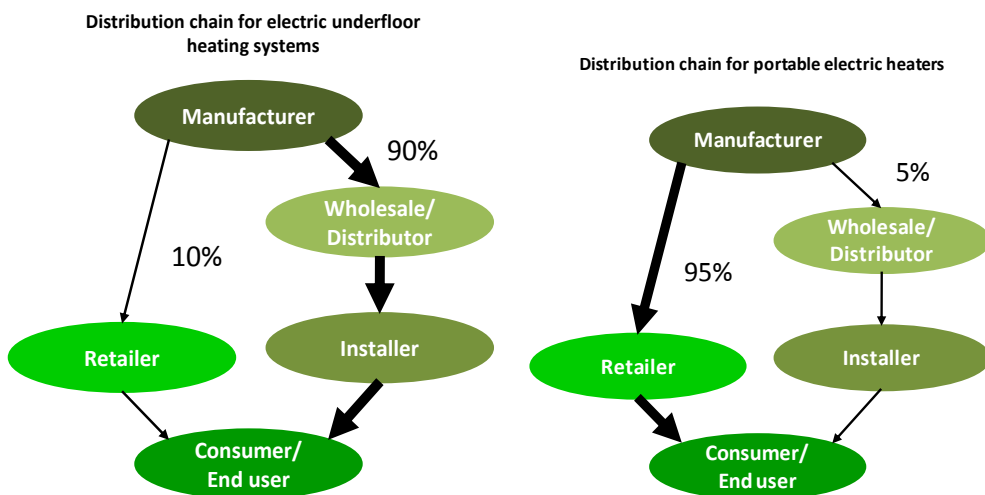 Distribution chain for electric underfloor
heating systems
Manufacturer
90%
Wholesale/
Distributor
10%
Installer
Retailer
Consumer/
End user
Distribution chain for portable electric heaters
Manufacturer
5%
Wholesale/
Distributor
95%
Installer
Retailer
Consumer/
End user